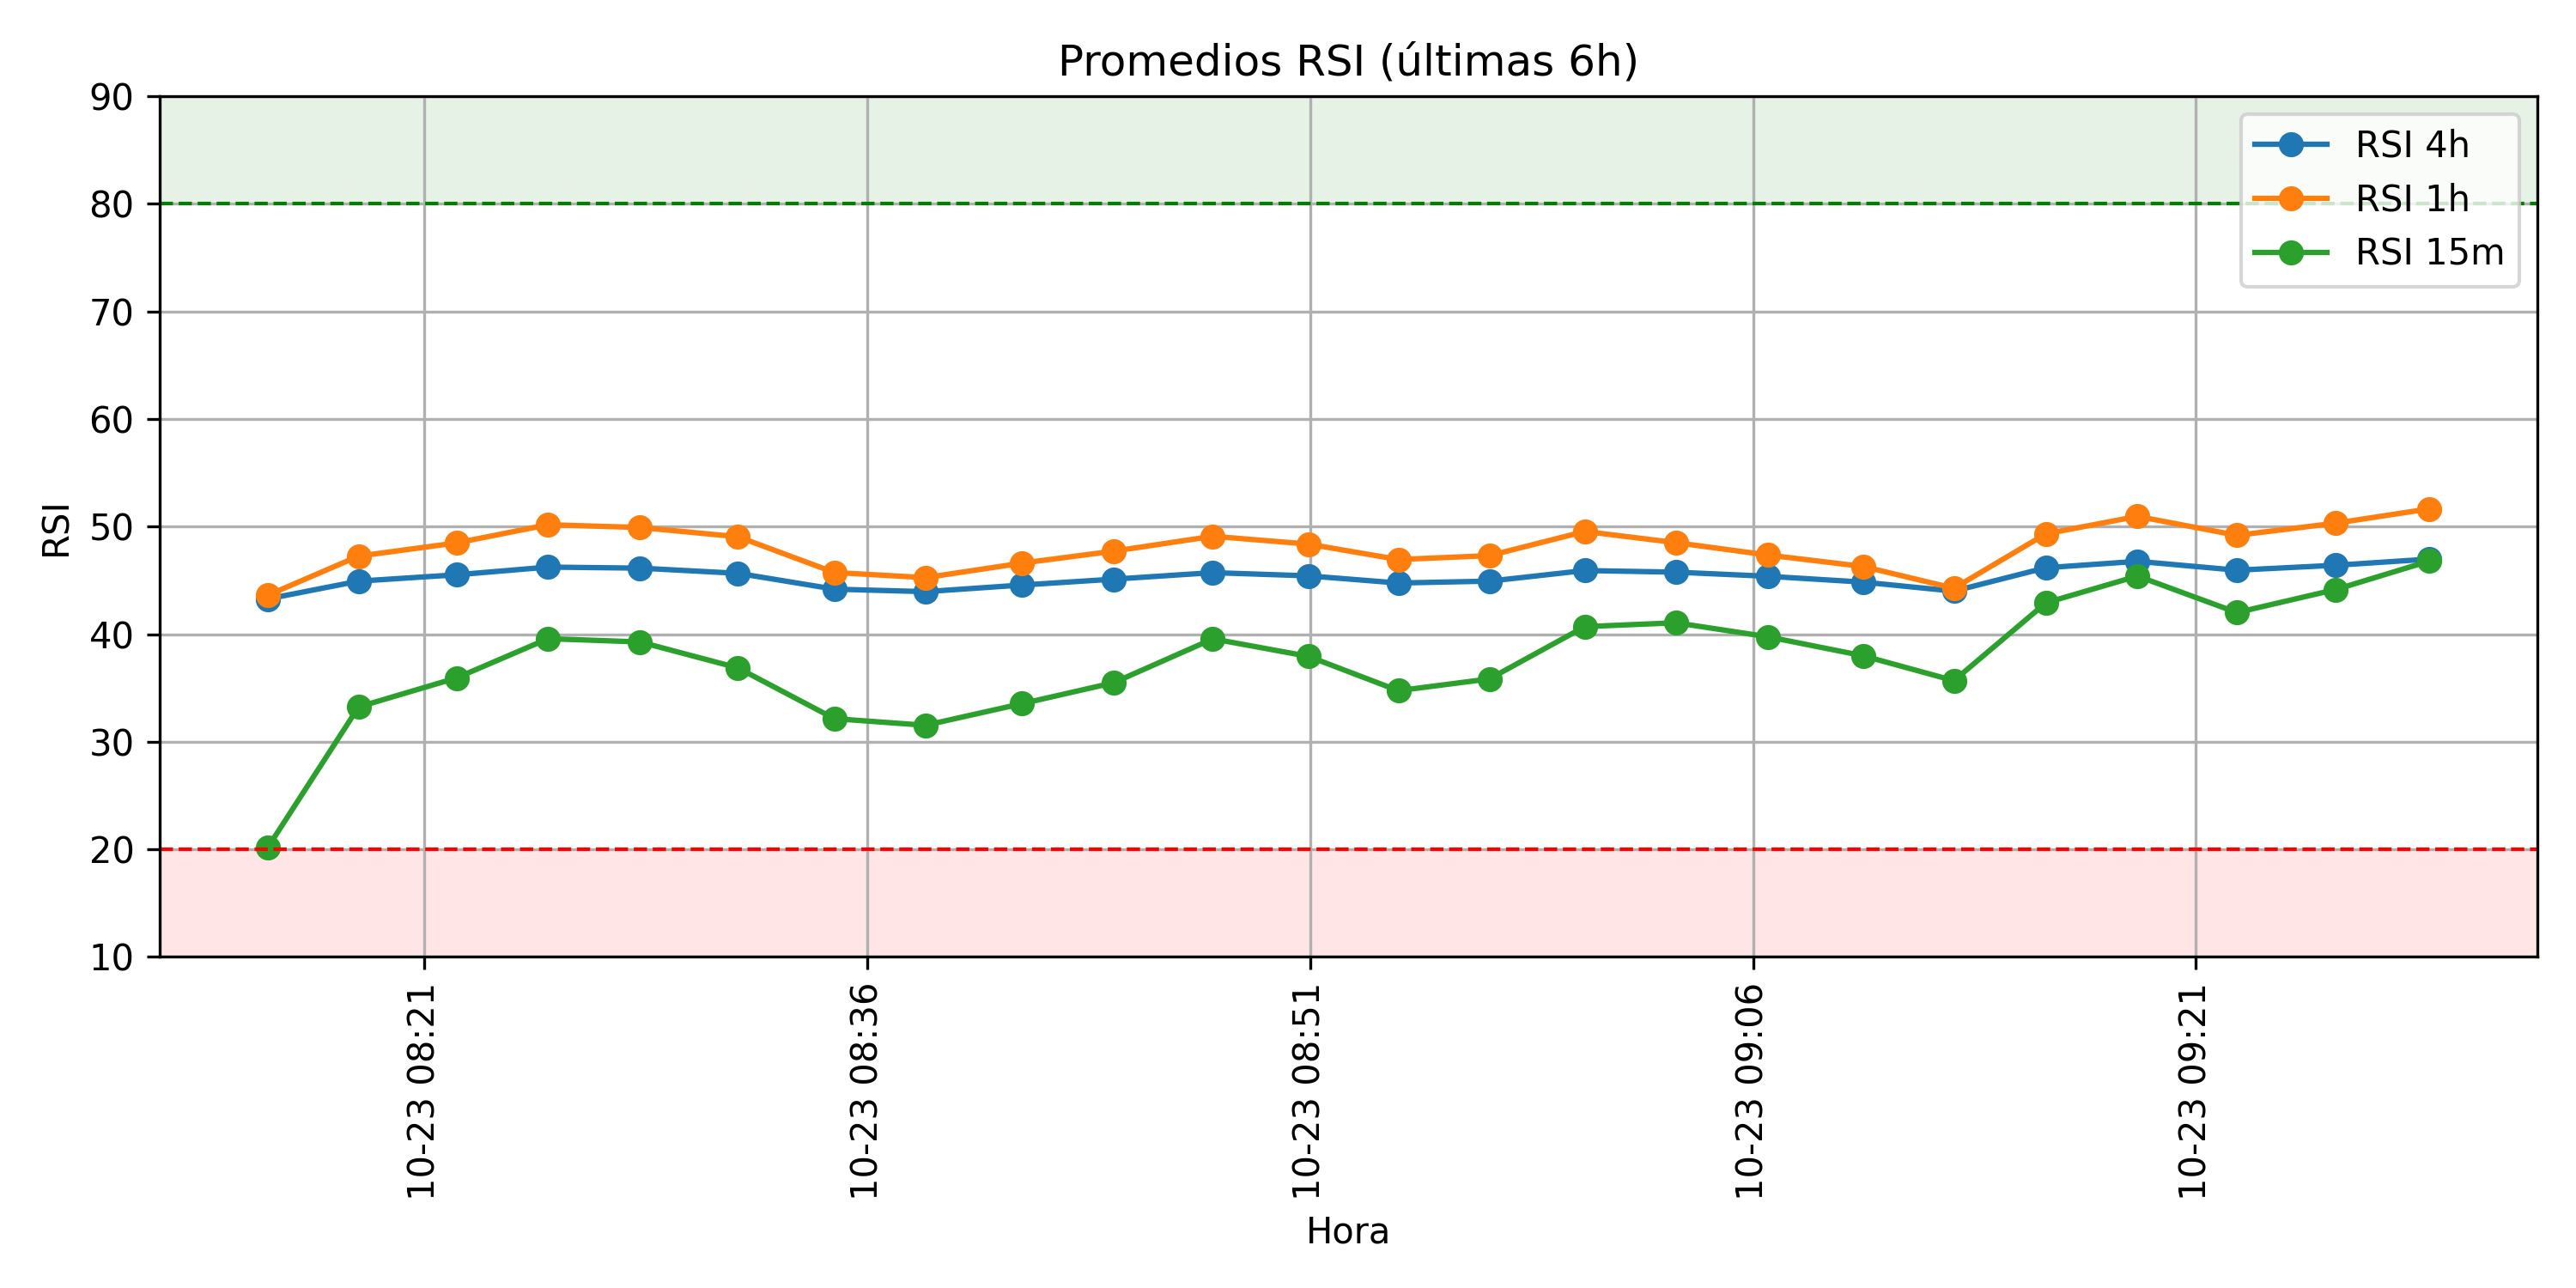 Promedios RSI (últimas 6h)
RSI 4h
RSI 1h
RSI 15m
RSI
90
80
70
60
50
40
30
20
10
10-23 08:21
10-23 08:36
10-23 08:51
10-23 09:06
10-23 09:21
Hora